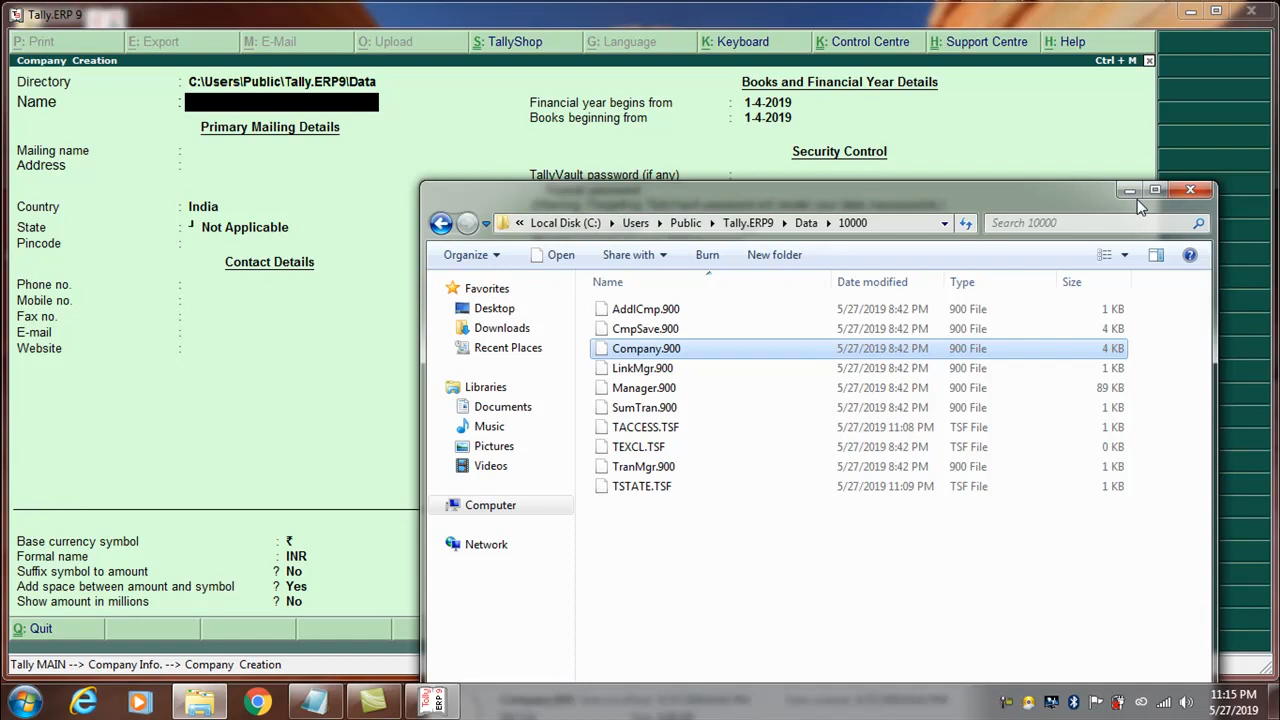 Tally.ERP 9
P: Print E: Export M: E-Mail O: Upload S: TallyShop G: Language K: Keyboard K: Control Centre H: Support Centre H: Help
Company Creation Ctrl + M
Directory : C:\Users\Public\Tally.ERP9\Data
Name :
Primary Mailing Details
Mailing name :
Address :
Country : India
State : ┘ Not Applicable
Pincode :
Contact Details
Phone no. :
Mobile no. :
Fax no. :
E-mail :
Website :
Base currency symbol : ₹
Formal name : INR
Suffix symbol to amount ? No
Add space between amount and symbol ? Yes
Show amount in millions ? No
Books and Financial Year Details
Financial year begins from : 1-4-2019
Books beginning from : 1-4-2019
Security Control
TallyVault password (if any) :
« Local Disk (C:) Users Public Tally.ERP9 Data 10000
Search 10000
Organize Open Share with Burn New folder
Favorites
Desktop
Downloads
Recent Places
Libraries
Documents
Music
Pictures
Videos
Computer
Network
Name Date modified Type Size
AddlCmp.900 5/27/2019 8:42 PM 900 File 1 KB
CmpSave.900 5/27/2019 8:42 PM 900 File 4 KB
Company.900 5/27/2019 8:42 PM 900 File 4 KB
LinkMgr.900 5/27/2019 8:42 PM 900 File 1 KB
Manager.900 5/27/2019 8:42 PM 900 File 89 KB
SumTran.900 5/27/2019 8:42 PM 900 File 1 KB
TACCESS.TSF 5/27/2019 11:08 PM TSF File 1 KB
TEXCL.TSF 5/27/2019 8:42 PM TSF File 0 KB
TranMgr.900 5/27/2019 8:42 PM 900 File 1 KB
TSTATE.TSF 5/27/2019 11:09 PM TSF File 1 KB
Q: Quit
Tally MAIN --> Company Info. --> Company Creation
Tally
ERP 9
11:15 PM
5/27/2019